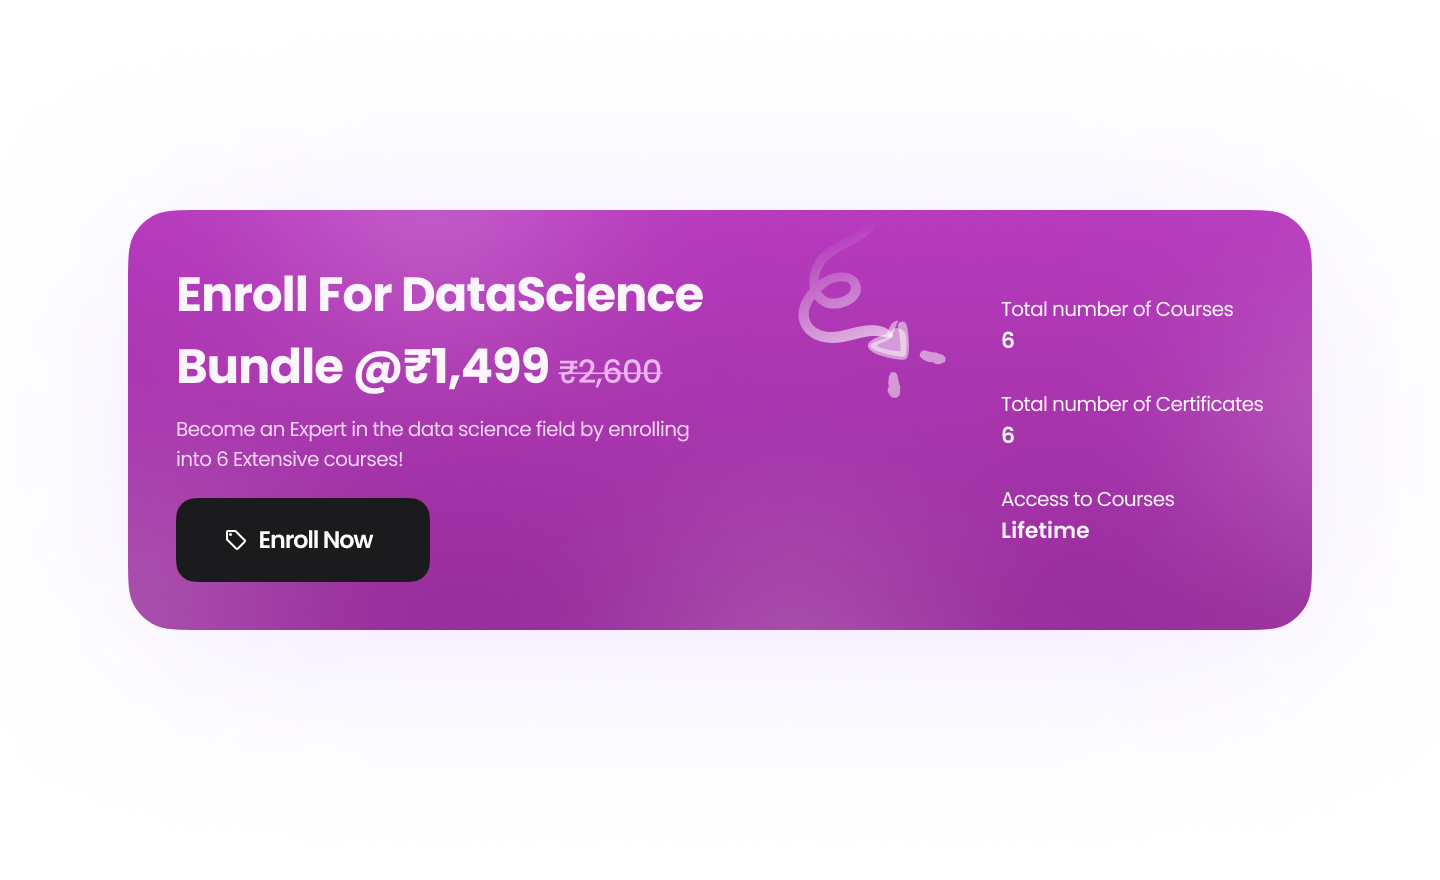 Enroll For DataScience
Bundle @₹1,499 ₹2,600
Become an Expert in the data science field by enrolling
into 6 Extensive courses!
Enroll Now
Total number of Courses
6
Total number of Certificates
6
Access to Courses
Lifetime